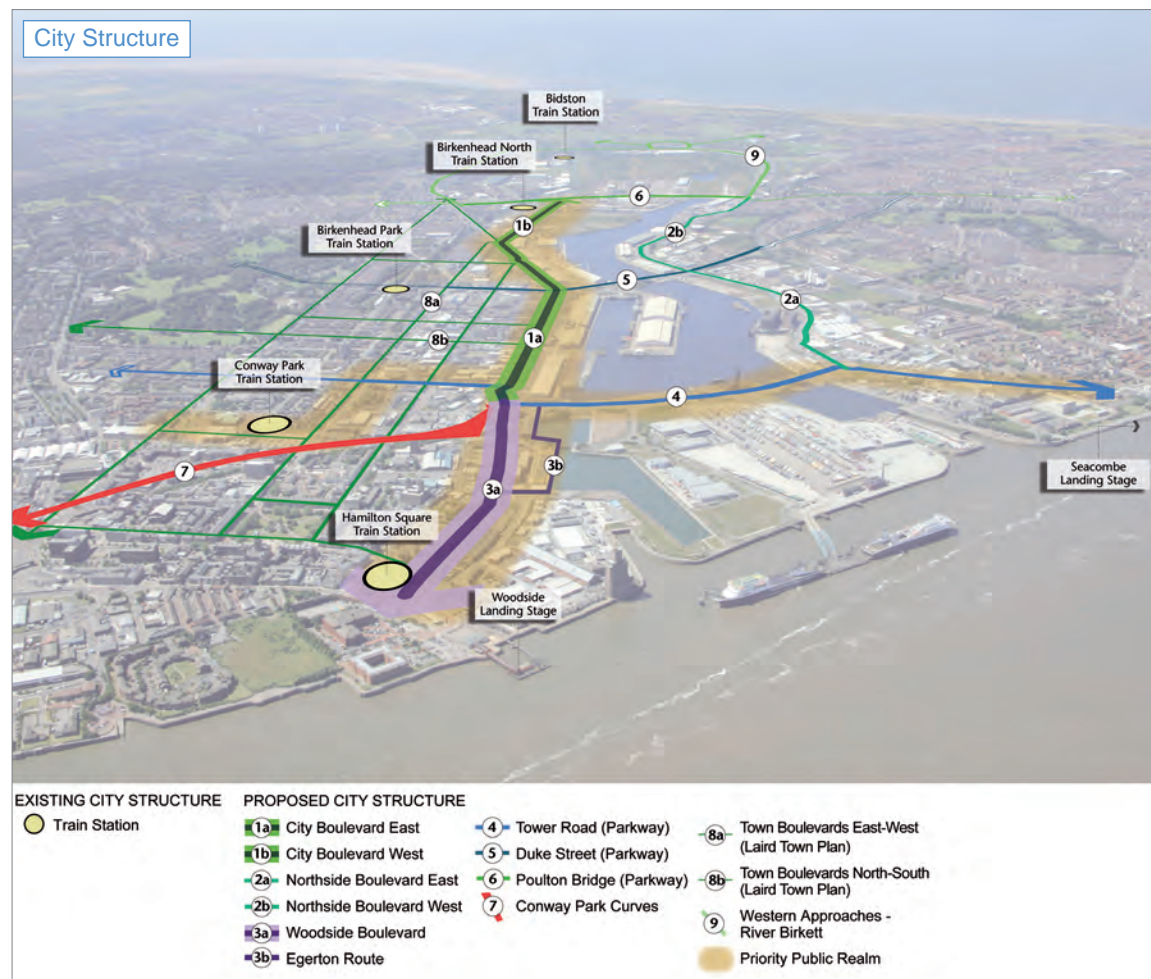 City Structure
Bidston
Train Station
Birkenhead North
Train Station
9
6
1b
2b
Birkenhead Park
Train Station
5
8a
2a
1a
8b
Conway Park
Train Station
4
7
3b
3a
Seacombe
Landing Stage
Hamilton Square
Train Station
Woodside
Landing Stage
EXISTING CITY STRUCTURE
Train Station
PROPOSED CITY STRUCTURE
1a City Boulevard East
1b City Boulevard West
2a Northside Boulevard East
2b Northside Boulevard West
3a Woodside Boulevard
3b Egerton Route
4 Tower Road (Parkway)
5 Duke Street (Parkway)
6 Poulton Bridge (Parkway)
7 Conway Park Curves
8a Town Boulevards East-West
(Laird Town Plan)
8b Town Boulevards North-South
(Laird Town Plan)
9 Western Approaches -
River Birkett
Priority Public Realm